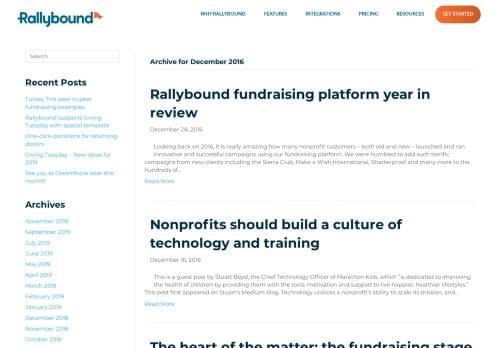 Rallybound
WHY RALLYBOUND
FEATURES
INTEGRATIONS
PRICING
RESOURCES
GET STARTED
Search
Recent Posts
Turkey Trot peer to peer
fundraising examples
Rallybound supports Giving
Tuesday with special template
One-click donations for returning
donors
Giving Tuesday – New ideas for
2019
See you at Dreamforce later this
month!
Archives
November 2019
September 2019
July 2019
June 2019
May 2019
April 2019
March 2019
February 2019
January 2019
December 2018
November 2018
October 2018
Archive for December 2016
Rallybound fundraising platform year in
review
December 28, 2016
Looking back on 2016, it is really amazing how many nonprofit customers – both old and new – launched and ran
innovative and successful campaigns using our fundraising platform. We were humbled to add such terrific
campaigns from new clients including the Sierra Club, Make a Wish International, Shatterproof and many more to the
hundreds of...
Read More
Nonprofits should build a culture of
technology and training
December 16, 2016
This is a guest post by Stuart Boyd, the Chief Technology Officer of Marathon Kids, which "is dedicated to improving
the health of children by providing them with the tools, motivation and support to live happier, healthier lifestyles."
This post first appeared on Stuart's Medium blog. Technology unlocks a nonprofit's ability to scale its mission, and...
Read More
The heart of the matter: the fundraising stage